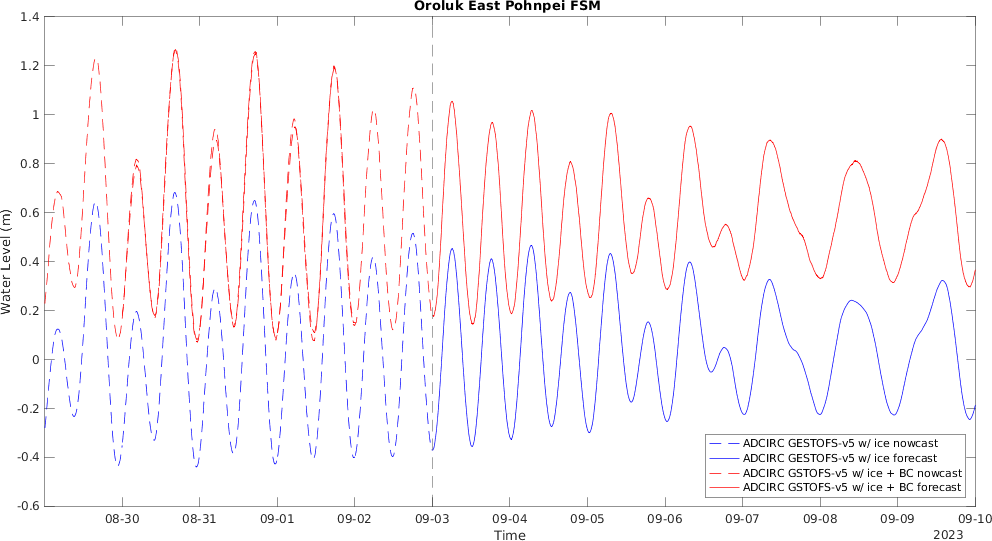 Oroluk East Pohnpei FSM
1.4
1.2
1
0.8
0.6
0.4
0.2
0
-0.2
-0.4
-0.6
Water Level (m)
ADCIRC GESTOFS-v5 w/ ice nowcast
ADCIRC GESTOFS-v5 w/ ice forecast
ADCIRC GSTOFS-v5 w/ ice + BC nowcast
ADCIRC GSTOFS-v5 w/ ice + BC forecast
08-30 08-31 09-01 09-02 09-03 09-04 09-05 09-06 09-07 09-08 09-09 09-10
Time
2023